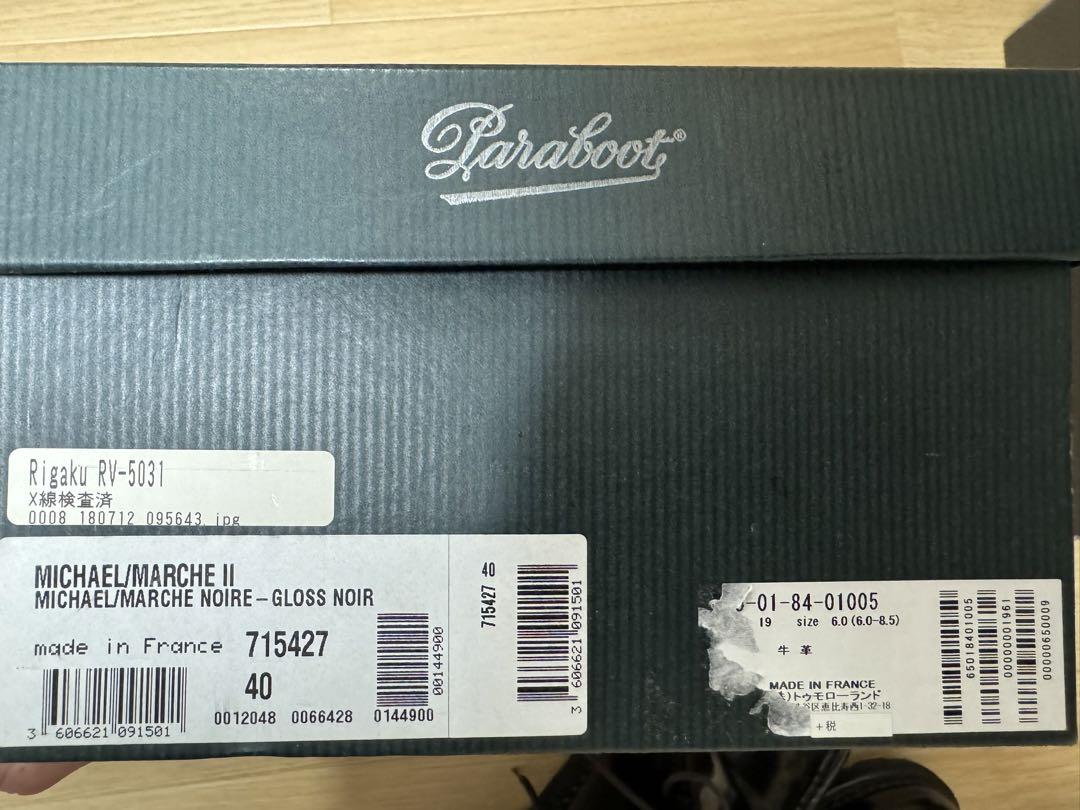 Paraboot®
Rigaku RV-5031
X線検査済
0008 180712 095643.jpg
MICHAEL/MARCHE II
MICHAEL/MARCHE NOIRE – GLOSS NOIR
made in France 715427
40
0012048 0066428 0144900
3 606621 091501
00144900
715427 40
3 606621 091501
-01-84-01005
19 size 6.0(6.0-8.5)
牛革
MADE IN FRANCE
)トゥモローランド
区恵比寿西1-32-18
+税
65018401005
000000001961
00000650009